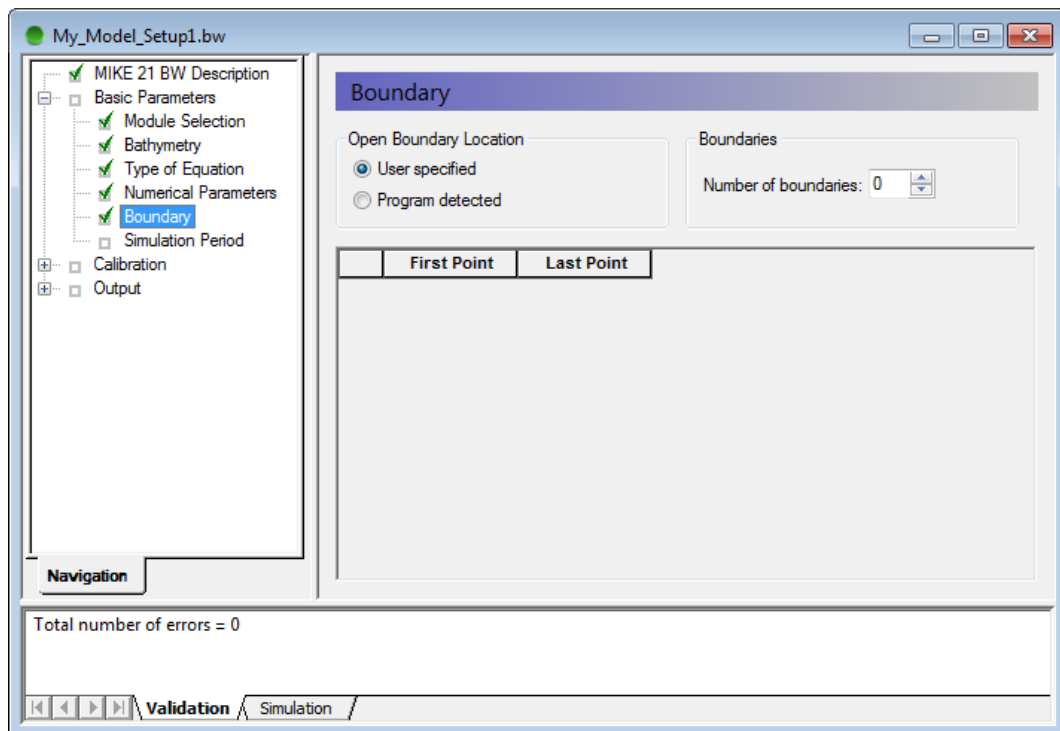 My_Model_Setup1.bw
MIKE 21 BW Description
Basic Parameters
Module Selection
Bathymetry
Type of Equation
Numerical Parameters
Boundary
Simulation Period
Calibration
Output
Navigation
Boundary
Open Boundary Location
User specified
Program detected
Boundaries
Number of boundaries: 0
First Point Last Point
Total number of errors = 0
Validation Simulation